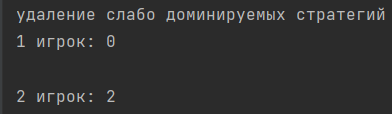 удаление слабо доминируемых стратегий
1 игрок: 0
2 игрок: 2